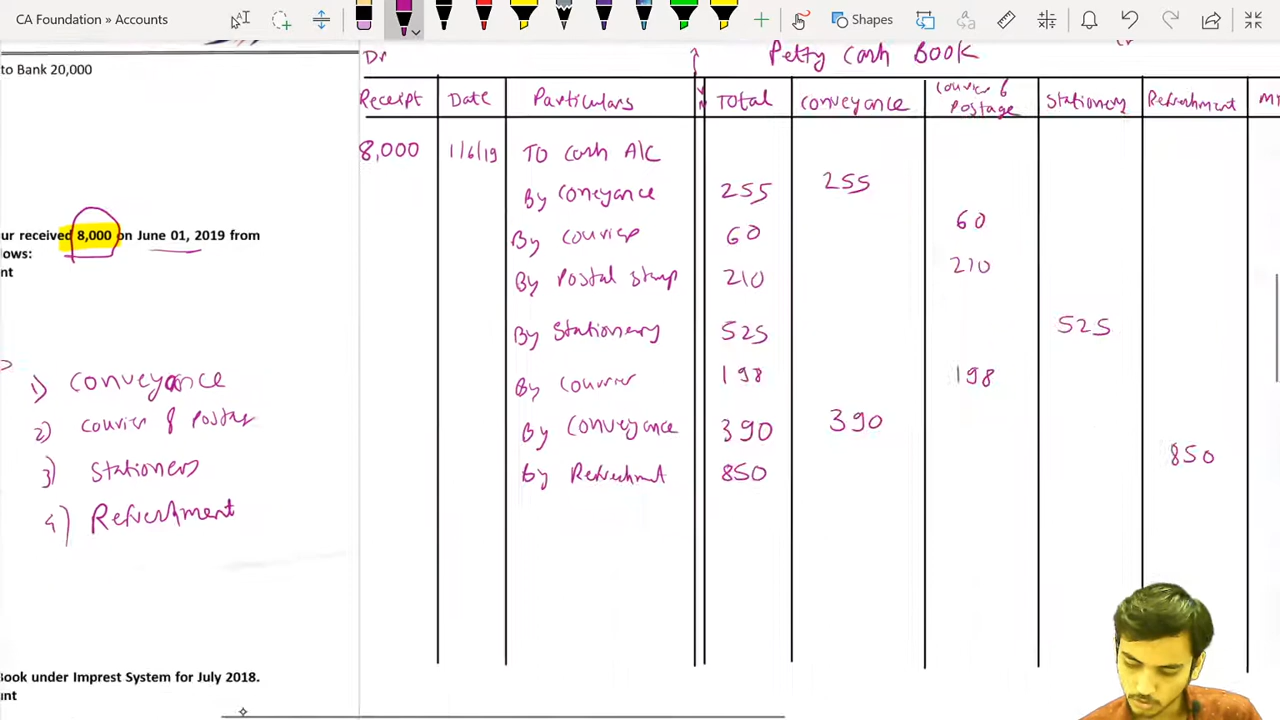 CA Foundation » Accounts
Shapes
to Bank 20,000
Dr
Petty Cash Book
Receipt Date Particulars Total Conveyance Courier & Postage Stationery Refreshment
8,000 1/6/19 To Cash A/C
By Conveyance 255 255
ur received 8,000 on June 01, 2019 from
By Courier 60 60
ows:
nt
By Postal Stamp 210 210
By Stationery 525 525
1) Conveyance
By Courier 198 198
2) Courier & Postag
By Conveyance 390 390
3) Stationery
By Refreshment 850 850
4) Refreshment
Book under Imprest System for July 2018.
unt